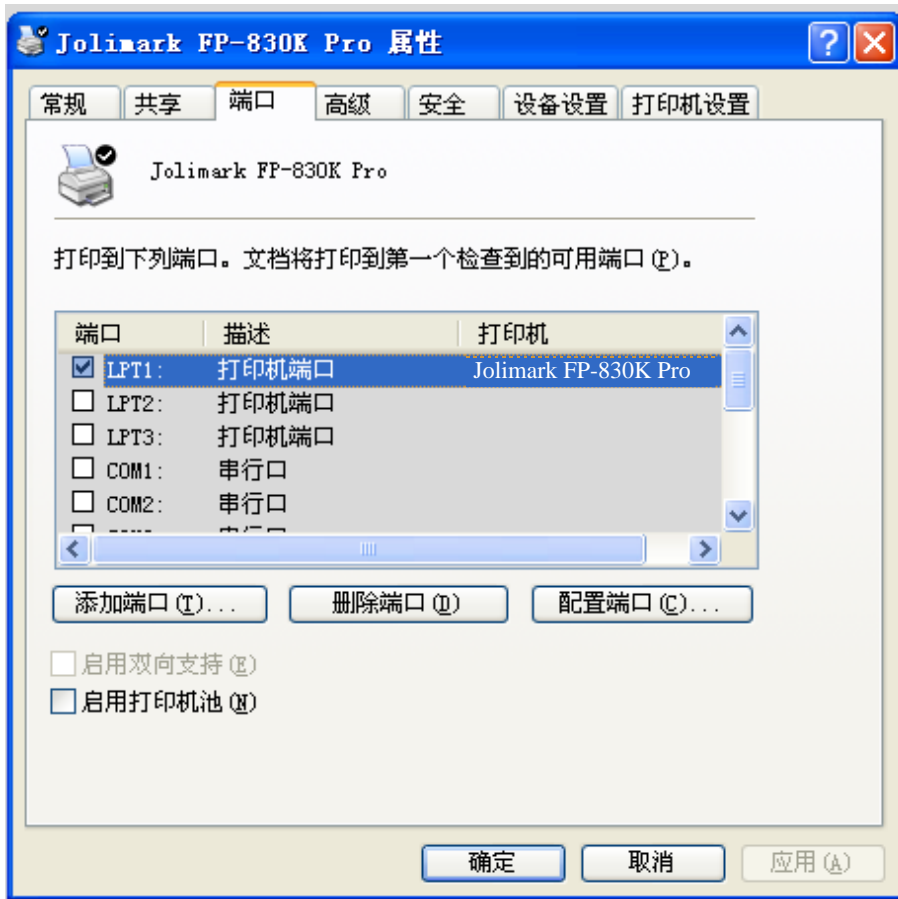 Jolimark FP-830K Pro 属性
常规 共享 端口 高级 安全 设备设置 打印机设置
Jolimark FP-830K Pro
打印到下列端口。文档将打印到第一个检查到的可用端口(P)。
端口 描述 打印机
LPT1: 打印机端口 Jolimark FP-830K Pro
LPT2: 打印机端口
LPT3: 打印机端口
COM1: 串行口
COM2: 串行口
添加端口(T)... 删除端口(D) 配置端口(C)...
启用双向支持(E)
启用打印机池(N)
确定 取消 应用(A)